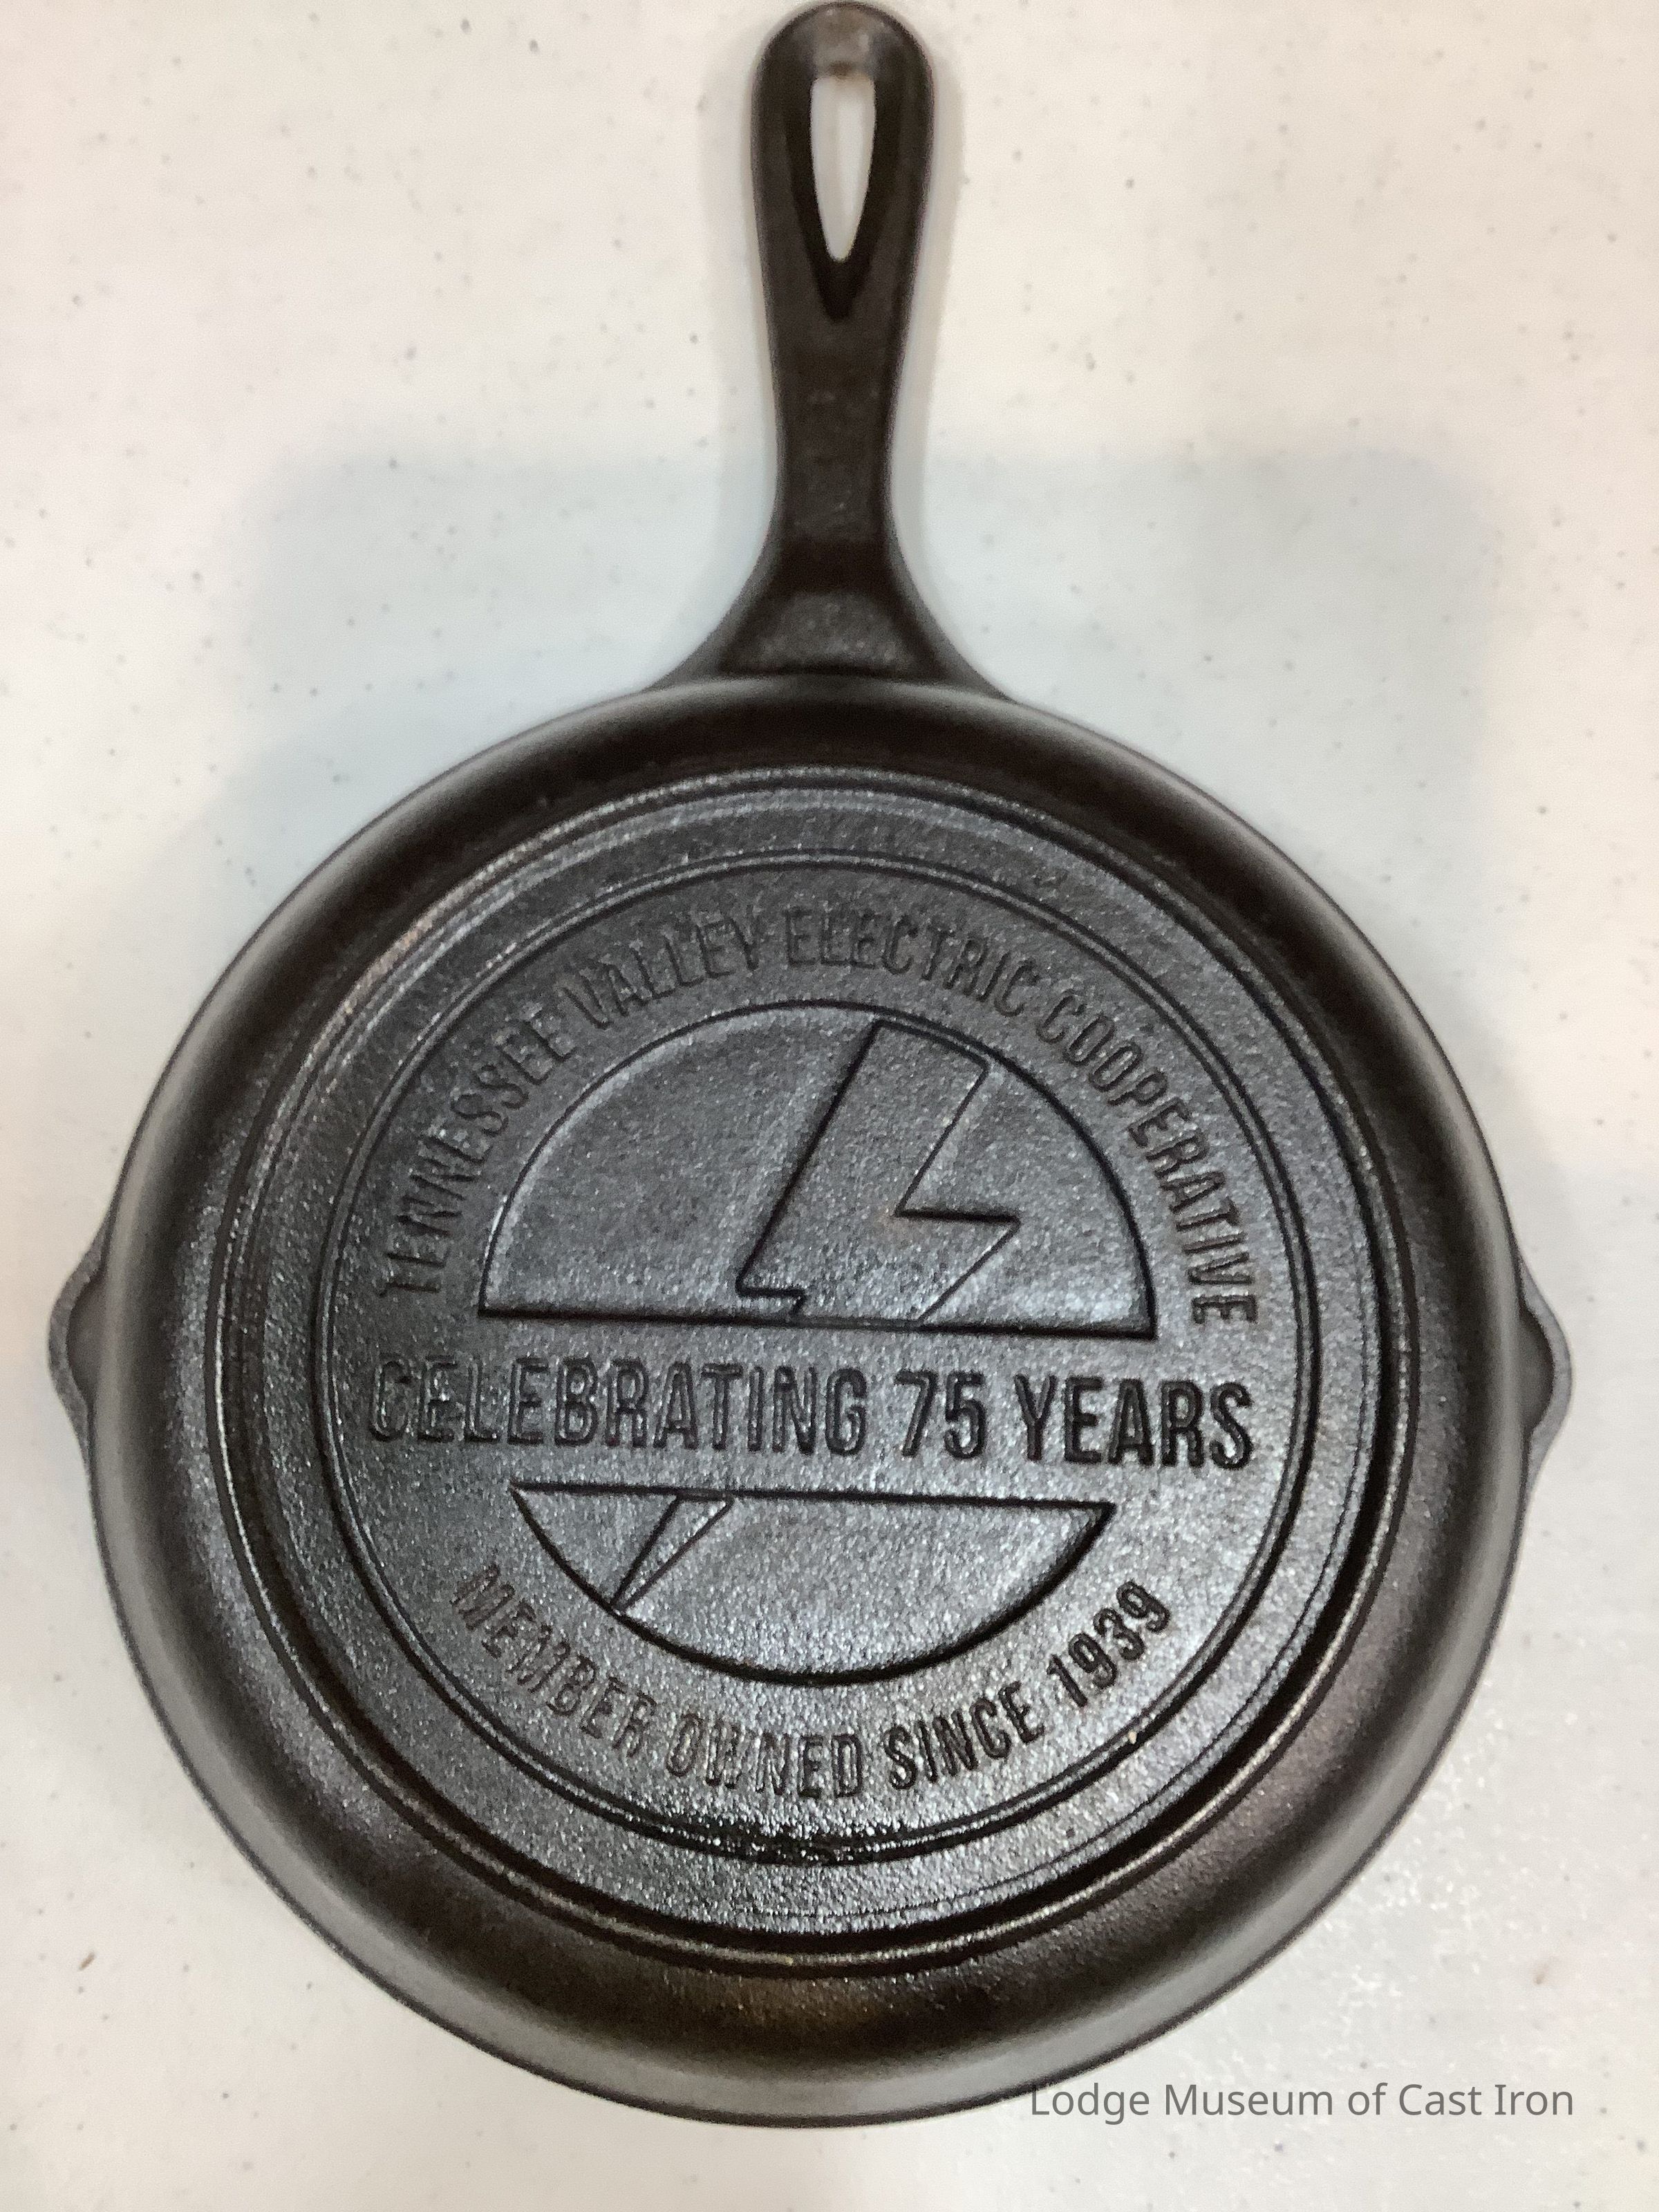 TENNESSEE VALLEY ELECTRIC COOPERATIVE
CELEBRATING 75 YEARS
MEMBER OWNED SINCE 1939
Lodge Museum of Cast Iron